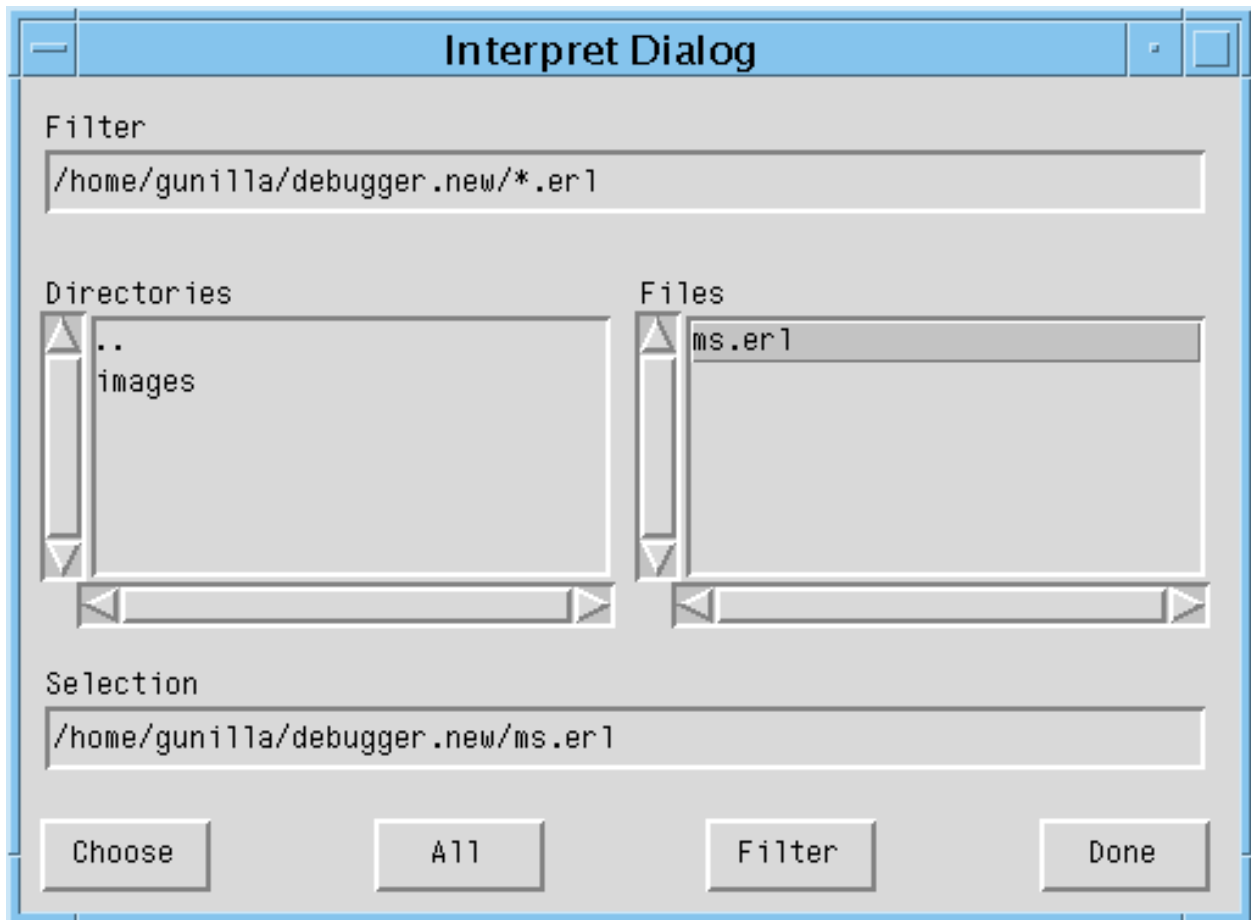 Interpret Dialog
Filter
/home/gunilla/debugger.new/*.erl
Directories
..
images
Files
ms.erl
Selection
/home/gunilla/debugger.new/ms.erl
Choose
All
Filter
Done